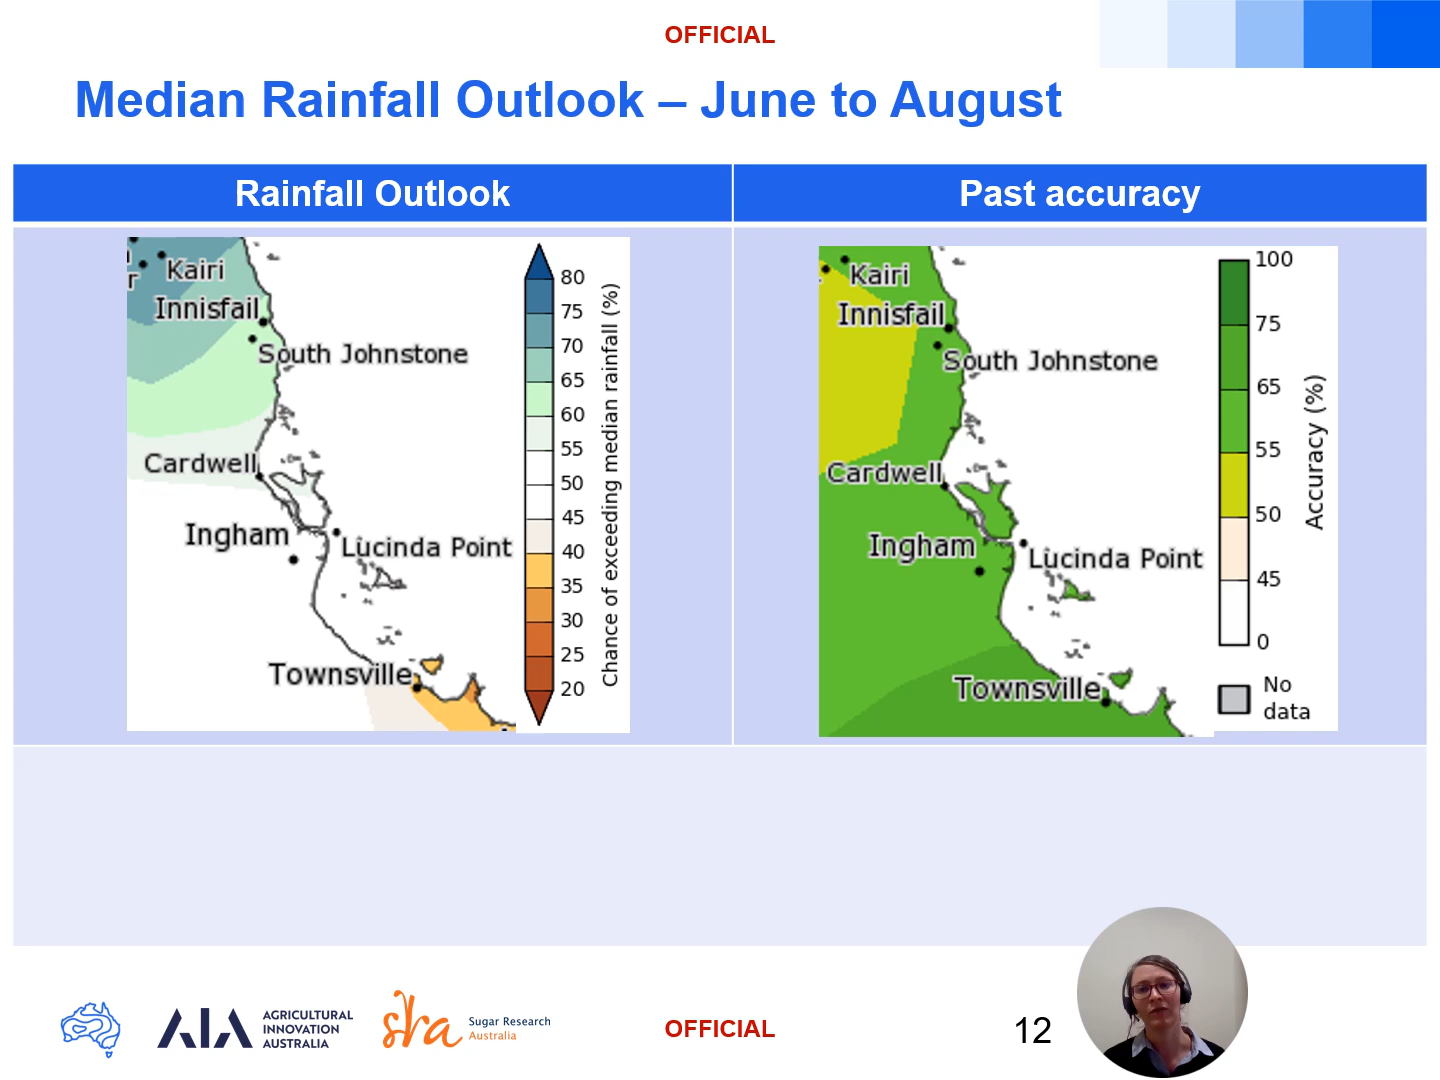 OFFICIAL
Median Rainfall Outlook – June to August
Rainfall Outlook
Past accuracy
r
Kairi
Innisfail
South Johnstone
Cardwell
Ingham
Lucinda Point
Townsville
80
75
70
65
60
55
50
45
40
35
30
25
20
Chance of exceeding median rainfall (%)
Kairi
Innisfail
South Johnstone
Cardwell
Ingham
Lucinda Point
Townsville
100
75
65
55
50
45
0
Accuracy (%)
No
data
AIA
AGRICULTURAL
INNOVATION
AUSTRALIA
sra
Sugar Research
Australia
OFFICIAL
12